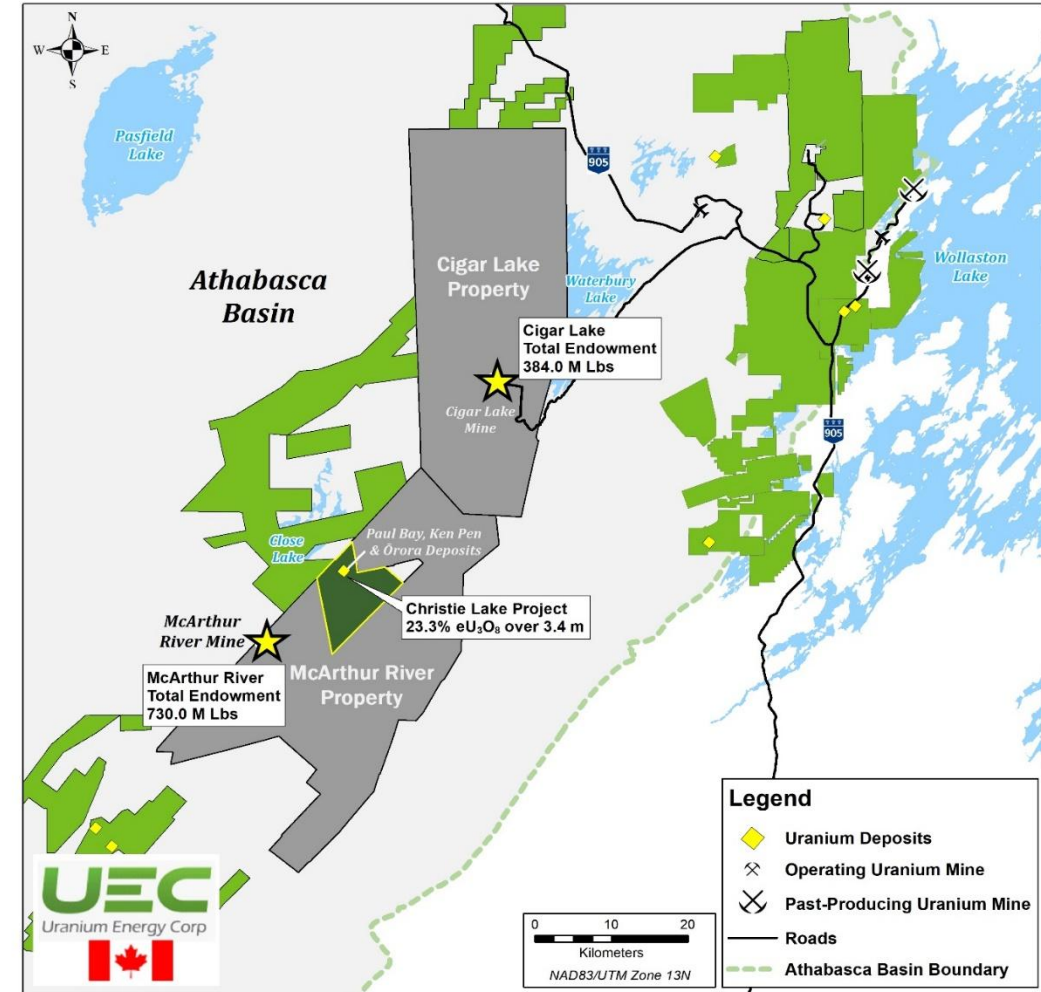 N
W E
S
Pasfield
Lake
905
Athabasca
Basin
Cigar Lake
Property
Waterbury
Lake
Wollaston
Lake
Cigar Lake
Total Endowment
384.0 M Lbs
Cigar Lake
Mine
905
Paul Bay, Ken Pen
& Ōrora Deposits
Close
Lake
Christie Lake Project
23.3% eU₃O₈ over 3.4 m
McArthur
River Mine
McArthur River
Property
McArthur River
Total Endowment
730.0 M Lbs
UEC
Uranium Energy Corp
0 10 20
Kilometers
NAD83/UTM Zone 13N
Legend
Uranium Deposits
Operating Uranium Mine
Past-Producing Uranium Mine
Roads
Athabasca Basin Boundary